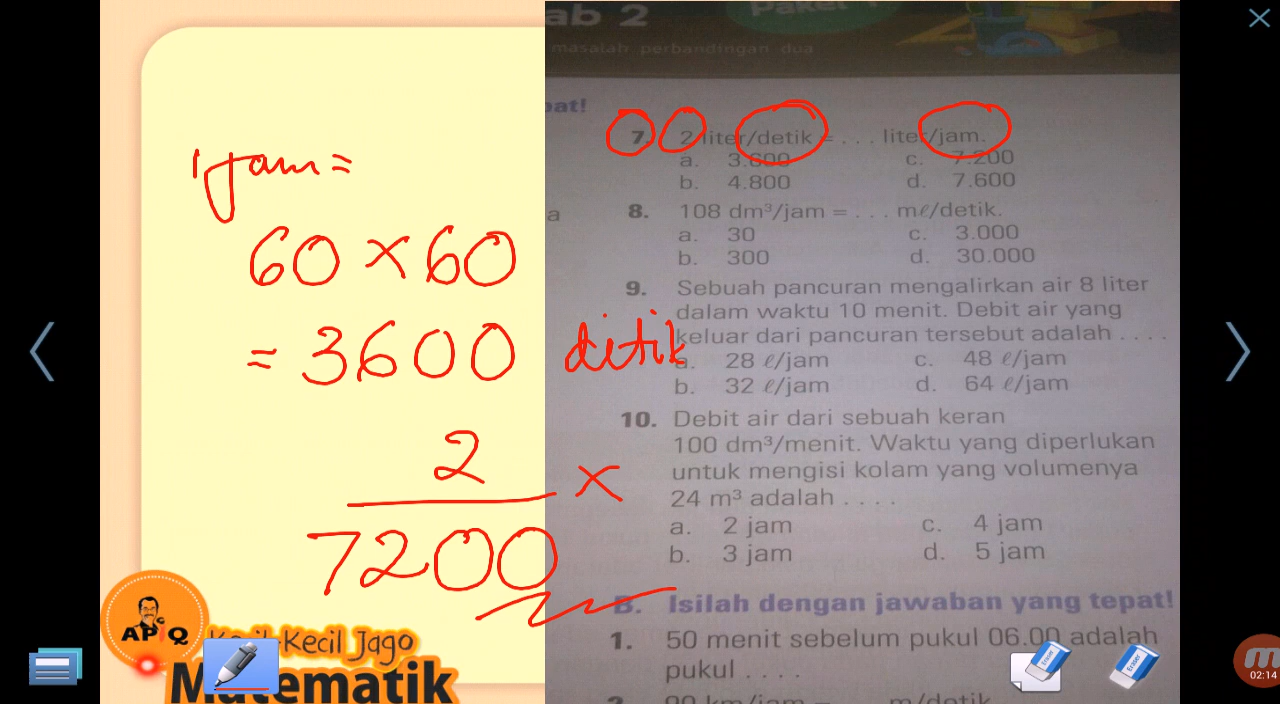 ab 2
Paket
masalah perbandingan doa
pat!
7. 2 liter/detik = . . . liter/jam.
a. 3.600 c. 7.200
b. 4.800 d. 7.600
a
8. 108 dm³/jam = . . . mℓ/detik.
a. 30 c. 3.000
b. 300 d. 30.000
9. Sebuah pancuran mengalirkan air 8 liter
dalam waktu 10 menit. Debit air yang
keluar dari pancuran tersebut adalah . . . .
a. 28 ℓ/jam c. 48 ℓ/jam
b. 32 ℓ/jam d. 64 ℓ/jam
10. Debit air dari sebuah keran
100 dm³/menit. Waktu yang diperlukan
untuk mengisi kolam yang volumenya
24 m³ adalah . . . .
a. 2 jam c. 4 jam
b. 3 jam d. 5 jam
B. Isilah dengan jawaban yang tepat!
1. 50 menit sebelum pukul 06.00 adalah
pukul . . . .
1 jam =
60 × 60
= 3600 ditik
2 ×
7200
APIQ
Kecil-Kecil Jago
Matematik
Eraser
Eraser
02:14